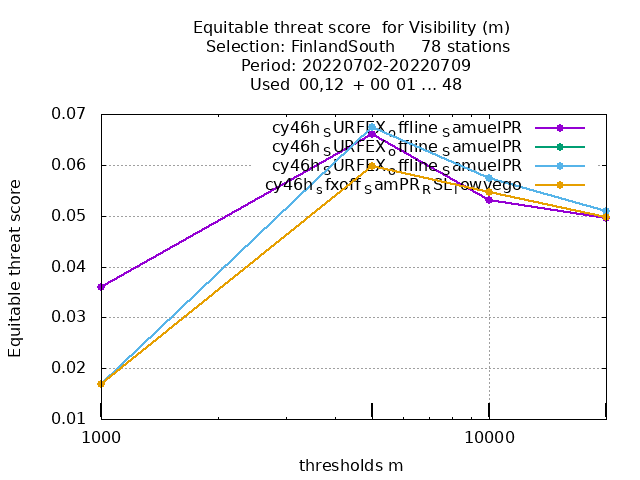 Equitable threat score for Visibility (m)
Selection: FinlandSouth 78 stations
Period: 20220702-20220709
Used 00,12 + 00 01 ... 48
Equitable threat score
0.07
0.06
0.05
0.04
0.03
0.02
0.01
cy46h_SURFEX_offline_SamuelPR
cy46h_SURFEX_offline_SamuelPR
cy46h_SURFEX_offline_SamuelPR
cy46h_sfxoff_SamPR_RSL_lowvego
1000
10000
thresholds m